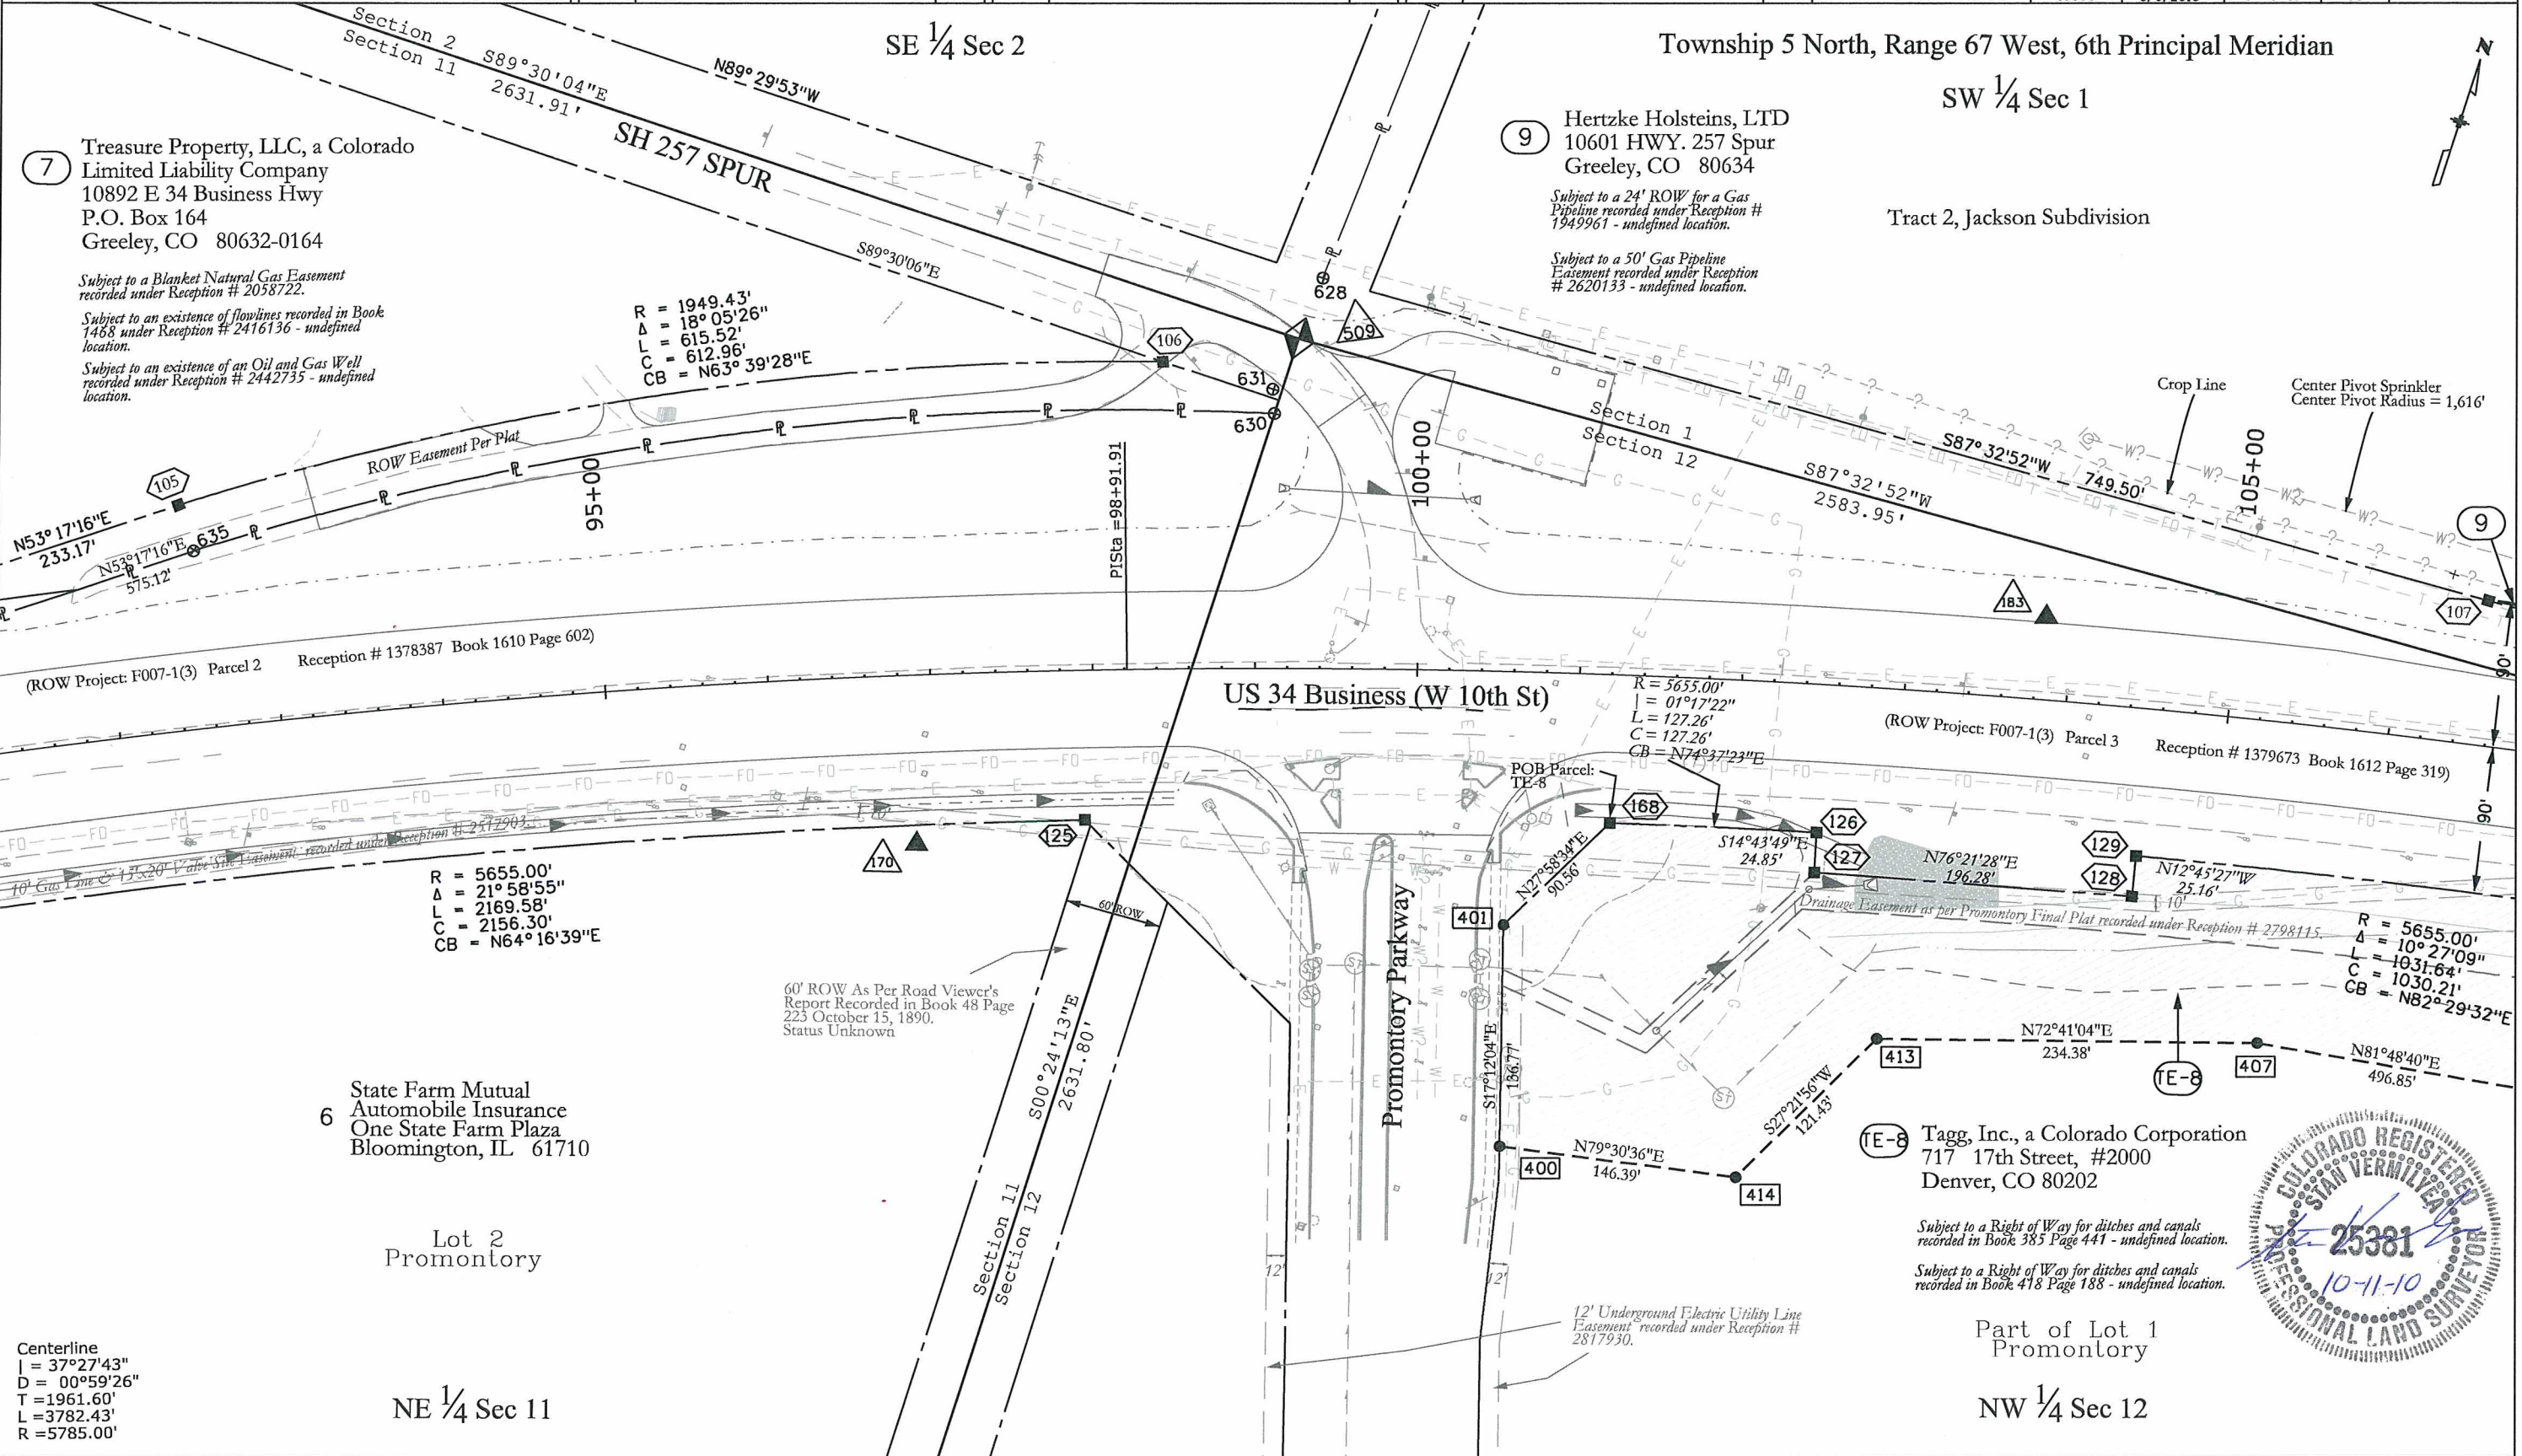 Section 2
Section 11
S89°30'04"E
2631.91'
SH 257 SPUR
N89°29'53"W
S89°30'06"E
SE ¼ Sec 2
Township 5 North, Range 67 West, 6th Principal Meridian
SW ¼ Sec 1
N
7
Treasure Property, LLC, a Colorado
Limited Liability Company
10892 E 34 Business Hwy
P.O. Box 164
Greeley, CO 80632-0164
Subject to a Blanket Natural Gas Easement
recorded under Reception # 2058722.
Subject to an existence of flowlines recorded in Book
1468 under Reception # 2416136 - undefined
location.
Subject to an existence of an Oil and Gas Well
recorded under Reception # 2442735 - undefined
location.
9
Hertzke Holsteins, LTD
10601 HWY. 257 Spur
Greeley, CO 80634
Subject to a 24' ROW for a Gas
Pipeline recorded under Reception #
1949961 - undefined location.
Subject to a 50' Gas Pipeline
Easement recorded under Reception
# 2620133 - undefined location.
Tract 2, Jackson Subdivision
R = 1949.43'
Δ = 18°05'26"
L = 615.52'
C = 612.96'
CB = N63°39'28"E
106
628
509
631
630
Crop Line
Center Pivot Sprinkler
Center Pivot Radius = 1,616'
Section 1
Section 12
S87°32'52"W
749.50'
S87°32'52"W
2583.95'
105+00
9
107
183
90'
105
ROW Easement Per Plat
N53°17'16"E
233.17'
N53°17'16"E
575.12'
635
95+00
PISta =98+91.91
100+00
(ROW Project: F007-1(3) Parcel 2 Reception # 1378387 Book 1610 Page 602)
US 34 Business (W 10th St)
R = 5655.00'
I = 01°17'22"
L = 127.26'
C = 127.26'
CB = N74°37'23"E
(ROW Project: F007-1(3) Parcel 3 Reception # 1379673 Book 1612 Page 319)
90'
POB Parcel:
TE-8
168
126
127
S14°43'49"E
24.85'
N76°21'28"E
196.28'
129
128
N12°45'27"W
25.16'
10'
N27°58'34"E
90.56'
401
Drainage Easement as per Promontory Final Plat recorded under Reception # 2798115.
R = 5655.00'
Δ = 10°27'09"
L = 1031.64'
C = 1030.21'
CB = N82°29'32"E
10' Gas Line & 15'x20' Valve Site Easement recorded under Reception # 2517903.
10'
125
170
R = 5655.00'
Δ = 21°58'55"
L = 2169.58'
C = 2156.30'
CB = N64°16'39"E
60' ROW
60' ROW As Per Road Viewer's
Report Recorded in Book 48 Page
223 October 15, 1890.
Status Unknown
S00°24'13"E
2631.80'
Section 11
Section 12
Promontory Parkway
S17°12'04"E
136.77'
400
N79°30'36"E
146.39'
414
S27°21'56"W
121.43'
413
N72°41'04"E
234.38'
TE-8
407
N81°48'40"E
496.85'
State Farm Mutual
6 Automobile Insurance
One State Farm Plaza
Bloomington, IL 61710
Lot 2
Promontory
TE-8
Tagg, Inc., a Colorado Corporation
717 17th Street, #2000
Denver, CO 80202
Subject to a Right of Way for ditches and canals
recorded in Book 385 Page 441 - undefined location.
Subject to a Right of Way for ditches and canals
recorded in Book 418 Page 188 - undefined location.
COLORADO REGISTERED
STAN VERMILYEA
25381
10-11-10
PROFESSIONAL LAND SURVEYOR
12'
12'
12' Underground Electric Utility Line
Easement recorded under Reception #
2817930.
Part of Lot 1
Promontory
Centerline
I = 37°27'43"
D = 00°59'26"
T =1961.60'
L =3782.43'
R =5785.00'
NE ¼ Sec 11
NW ¼ Sec 12